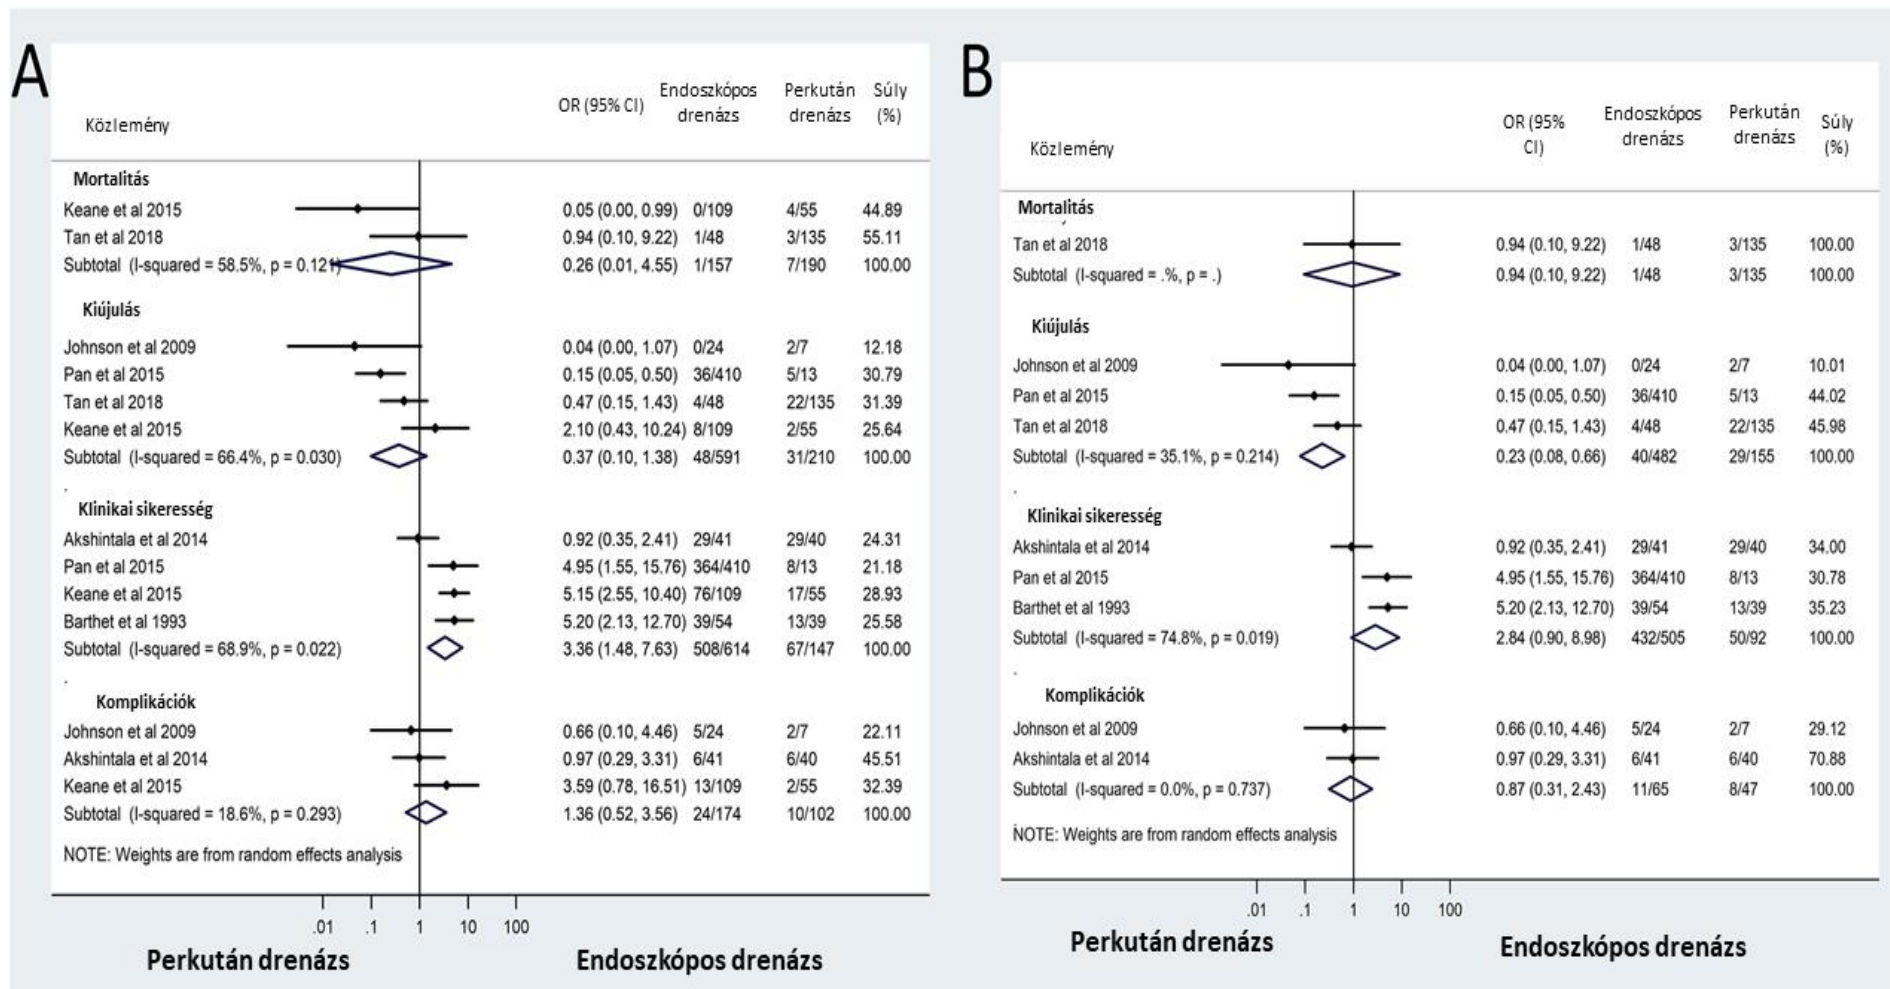 A
Közlemény
OR (95% CI)
Endoszkópos
drenázs
Perkután
drenázs
Súly
(%)
Mortalitás
Keane et al 2015 0.05 (0.00, 0.99) 0/109 4/55 44.89
Tan et al 2018 0.94 (0.10, 9.22) 1/48 3/135 55.11
Subtotal (I-squared = 58.5%, p = 0.121) 0.26 (0.01, 4.55) 1/157 7/190 100.00
Kiújulás
Johnson et al 2009 0.04 (0.00, 1.07) 0/24 2/7 12.18
Pan et al 2015 0.15 (0.05, 0.50) 36/410 5/13 30.79
Tan et al 2018 0.47 (0.15, 1.43) 4/48 22/135 31.39
Keane et al 2015 2.10 (0.43, 10.24) 8/109 2/55 25.64
Subtotal (I-squared = 66.4%, p = 0.030) 0.37 (0.10, 1.38) 48/591 31/210 100.00
.
Klinikai sikeresség
Akshintala et al 2014 0.92 (0.35, 2.41) 29/41 29/40 24.31
Pan et al 2015 4.95 (1.55, 15.76) 364/410 8/13 21.18
Keane et al 2015 5.15 (2.55, 10.40) 76/109 17/55 28.93
Barthet et al 1993 5.20 (2.13, 12.70) 39/54 13/39 25.58
Subtotal (I-squared = 68.9%, p = 0.022) 3.36 (1.48, 7.63) 508/614 67/147 100.00
.
Komplikációk
Johnson et al 2009 0.66 (0.10, 4.46) 5/24 2/7 22.11
Akshintala et al 2014 0.97 (0.29, 3.31) 6/41 6/40 45.51
Keane et al 2015 3.59 (0.78, 16.51) 13/109 2/55 32.39
Subtotal (I-squared = 18.6%, p = 0.293) 1.36 (0.52, 3.56) 24/174 10/102 100.00
NOTE: Weights are from random effects analysis
.01 .1 1 10 100
Perkután drenázs Endoszkópos drenázs
B
Közlemény
OR (95%
CI)
Endoszkópos
drenázs
Perkután
drenázs
Súly
(%)
Mortalitás
Tan et al 2018 0.94 (0.10, 9.22) 1/48 3/135 100.00
Subtotal (I-squared = .%, p = .) 0.94 (0.10, 9.22) 1/48 3/135 100.00
Kiújulás
Johnson et al 2009 0.04 (0.00, 1.07) 0/24 2/7 10.01
Pan et al 2015 0.15 (0.05, 0.50) 36/410 5/13 44.02
Tan et al 2018 0.47 (0.15, 1.43) 4/48 22/135 45.98
Subtotal (I-squared = 35.1%, p = 0.214) 0.23 (0.08, 0.66) 40/482 29/155 100.00
.
Klinikai sikeresség
Akshintala et al 2014 0.92 (0.35, 2.41) 29/41 29/40 34.00
Pan et al 2015 4.95 (1.55, 15.76) 364/410 8/13 30.78
Barthet et al 1993 5.20 (2.13, 12.70) 39/54 13/39 35.23
Subtotal (I-squared = 74.8%, p = 0.019) 2.84 (0.90, 8.98) 432/505 50/92 100.00
.
Komplikációk
Johnson et al 2009 0.66 (0.10, 4.46) 5/24 2/7 29.12
Akshintala et al 2014 0.97 (0.29, 3.31) 6/41 6/40 70.88
Subtotal (I-squared = 0.0%, p = 0.737) 0.87 (0.31, 2.43) 11/65 8/47 100.00
NOTE: Weights are from random effects analysis
.01 .1 1 10 100
Perkután drenázs Endoszkópos drenázs